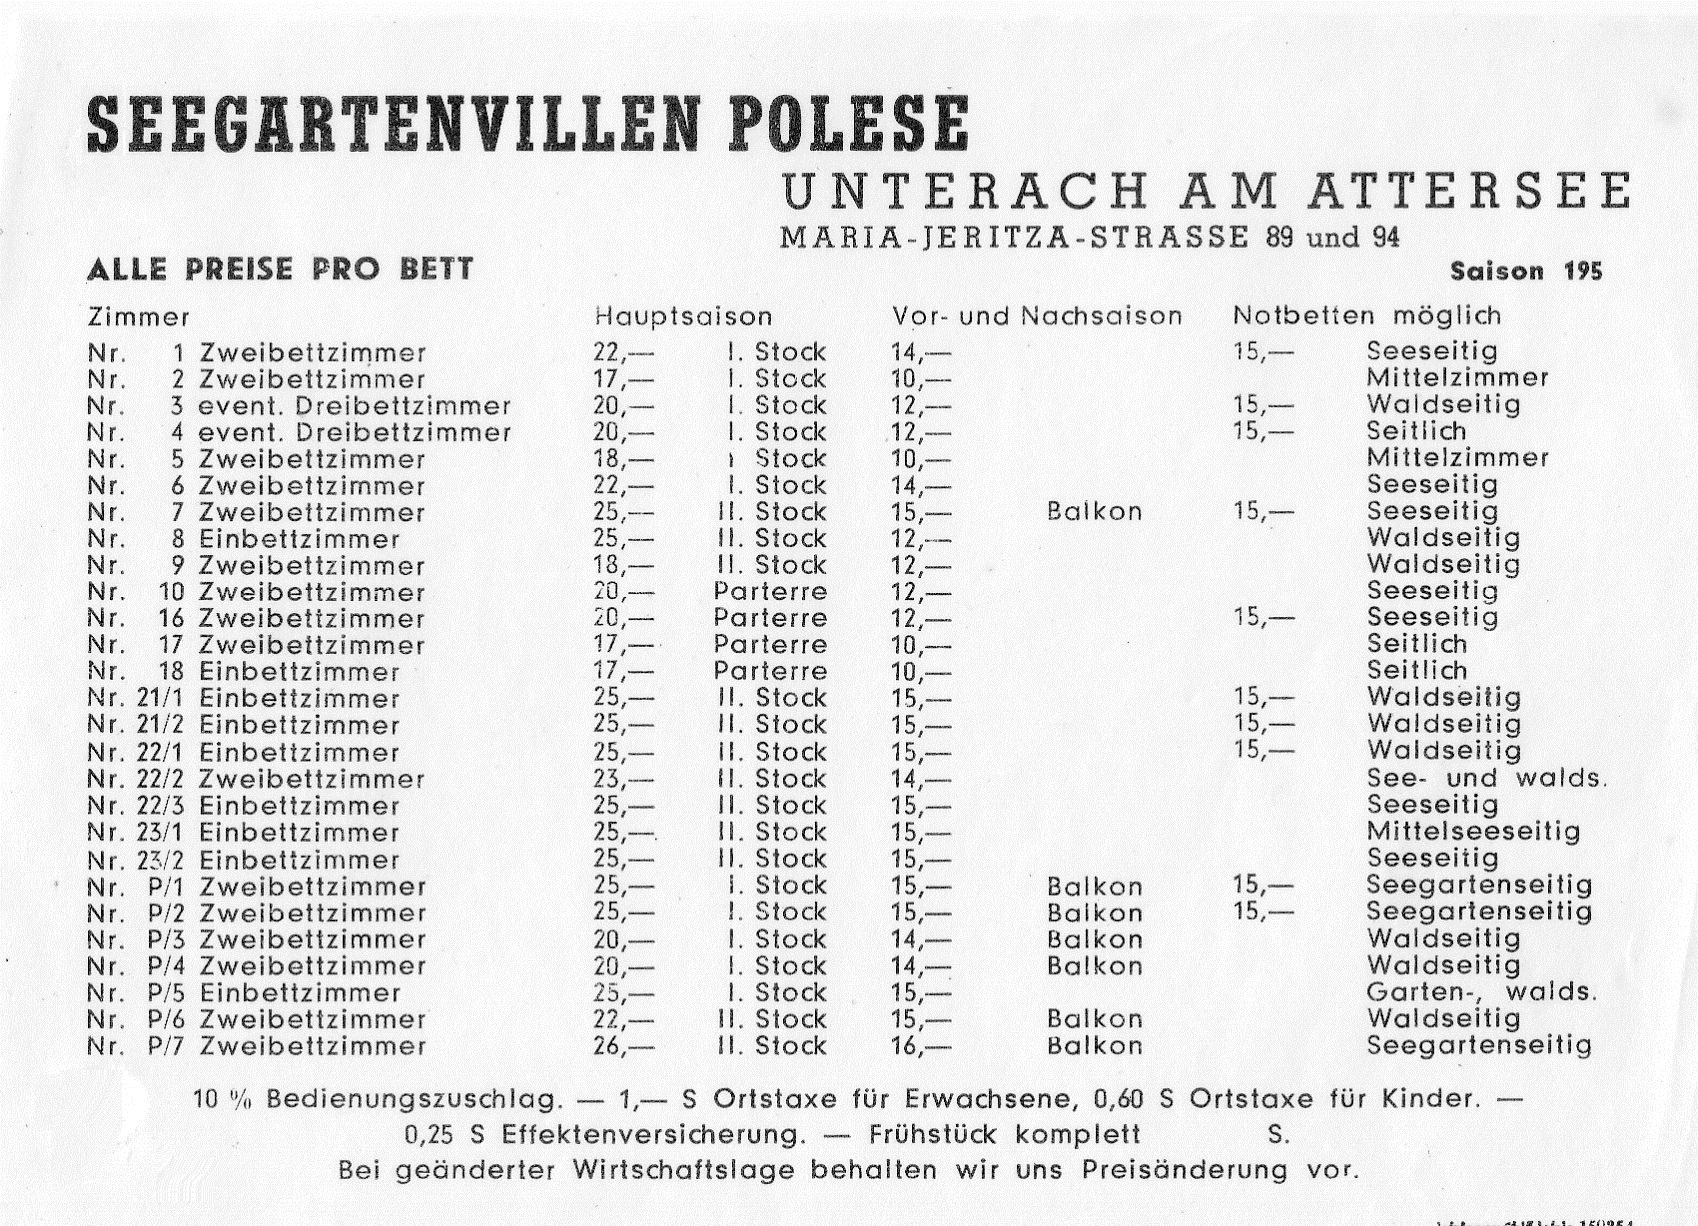 SEEGARTENVILLEN POLESE
UNTERACH AM ATTERSEE
MARIA-JERITZA-STRASSE 89 und 94
ALLE PREISE PRO BETT Saison 195
Zimmer Hauptsaison Vor- und Nachsaison Notbetten möglich
Nr. 1 Zweibettzimmer 22,— I. Stock 14,— 15,— Seeseitig
Nr. 2 Zweibettzimmer 17,— I. Stock 10,— Mittelzimmer
Nr. 3 event. Dreibettzimmer 20,— I. Stock 12,— 15,— Waldseitig
Nr. 4 event. Dreibettzimmer 20,— I. Stock 12,— 15,— Seitlich
Nr. 5 Zweibettzimmer 18,— I Stock 10,— Mittelzimmer
Nr. 6 Zweibettzimmer 22,— I. Stock 14,— Seeseitig
Nr. 7 Zweibettzimmer 25,— II. Stock 15,— Balkon 15,— Seeseitig
Nr. 8 Einbettzimmer 25,— II. Stock 12,— Waldseitig
Nr. 9 Zweibettzimmer 18,— II. Stock 12,— Waldseitig
Nr. 10 Zweibettzimmer 20,— Parterre 12,— Seeseitig
Nr. 16 Zweibettzimmer 20,— Parterre 12,— 15,— Seeseitig
Nr. 17 Zweibettzimmer 17,— Parterre 10,— Seitlich
Nr. 18 Einbettzimmer 17,— Parterre 10,— Seitlich
Nr. 21/1 Einbettzimmer 25,— II. Stock 15,— 15,— Waldseitig
Nr. 21/2 Einbettzimmer 25,— II. Stock 15,— 15,— Waldseitig
Nr. 22/1 Einbettzimmer 25,— II. Stock 15,— 15,— Waldseitig
Nr. 22/2 Zweibettzimmer 23,— II. Stock 14,— See- und walds.
Nr. 22/3 Einbettzimmer 25,— II. Stock 15,— Seeseitig
Nr. 23/1 Einbettzimmer 25,— II. Stock 15,— Mittelseeseitig
Nr. 23/2 Einbettzimmer 25,— II. Stock 15,— Seeseitig
Nr. P/1 Zweibettzimmer 25,— I. Stock 15,— Balkon 15,— Seegartenseitig
Nr. P/2 Zweibettzimmer 25,— I. Stock 15,— Balkon 15,— Seegartenseitig
Nr. P/3 Zweibettzimmer 20,— I. Stock 14,— Balkon Waldseitig
Nr. P/4 Zweibettzimmer 20,— I. Stock 14,— Balkon Waldseitig
Nr. P/5 Einbettzimmer 25,— I. Stock 15,— Garten-, walds.
Nr. P/6 Zweibettzimmer 22,— II. Stock 15,— Balkon Waldseitig
Nr. P/7 Zweibettzimmer 26,— II. Stock 16,— Balkon Seegartenseitig
10 % Bedienungszuschlag. — 1,— S Ortstaxe für Erwachsene, 0,60 S Ortstaxe für Kinder. —
0,25 S Effektenversicherung. — Frühstück komplett S.
Bei geänderter Wirtschaftslage behalten wir uns Preisänderung vor.